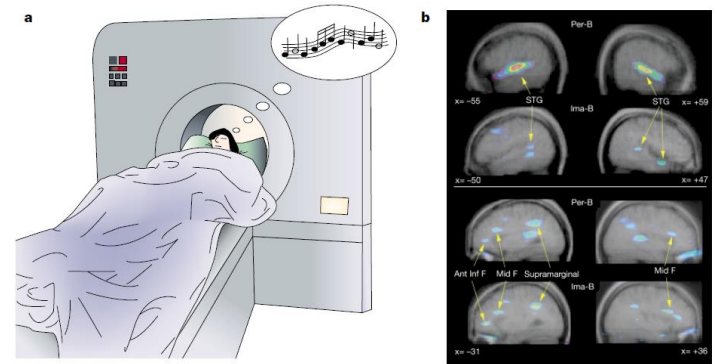 a
b
Per-B
STG
STG
x= –55
x= +59
Ima-B
x= –50
x= +47
Per-B
Ant Inf F
Mid F
Supramarginal
Mid F
Ima-B
x= –31
x= +36